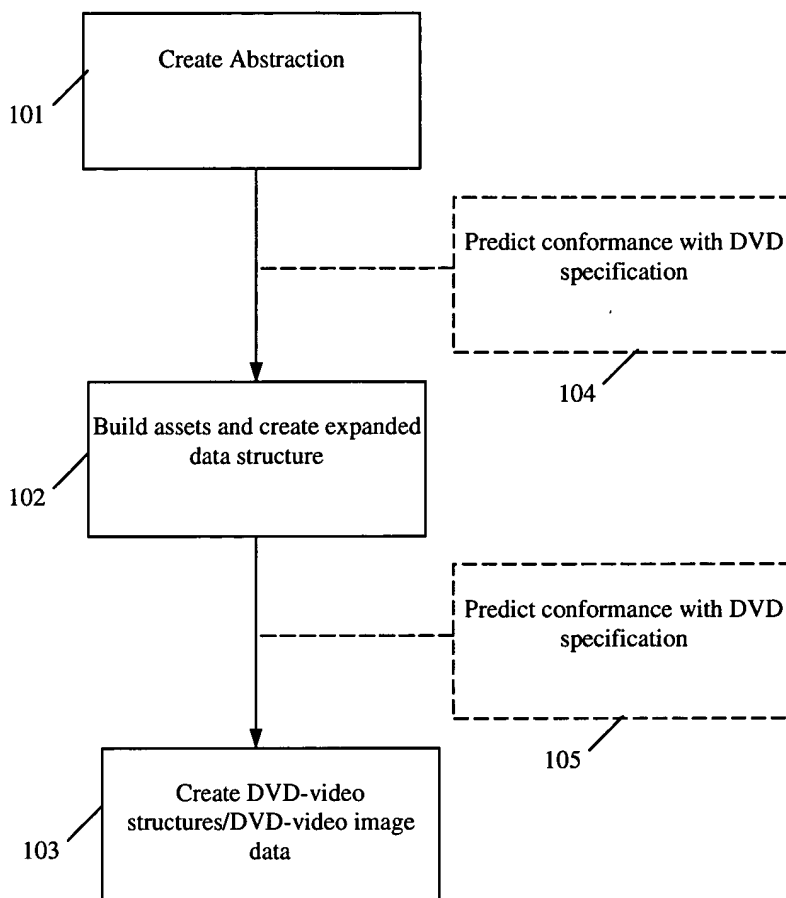 Create Abstraction
101
Predict conformance with DVD
specification
104
Build assets and create expanded
data structure
102
Predict conformance with DVD
specification
105
Create DVD-video
structures/DVD-video image
data
103